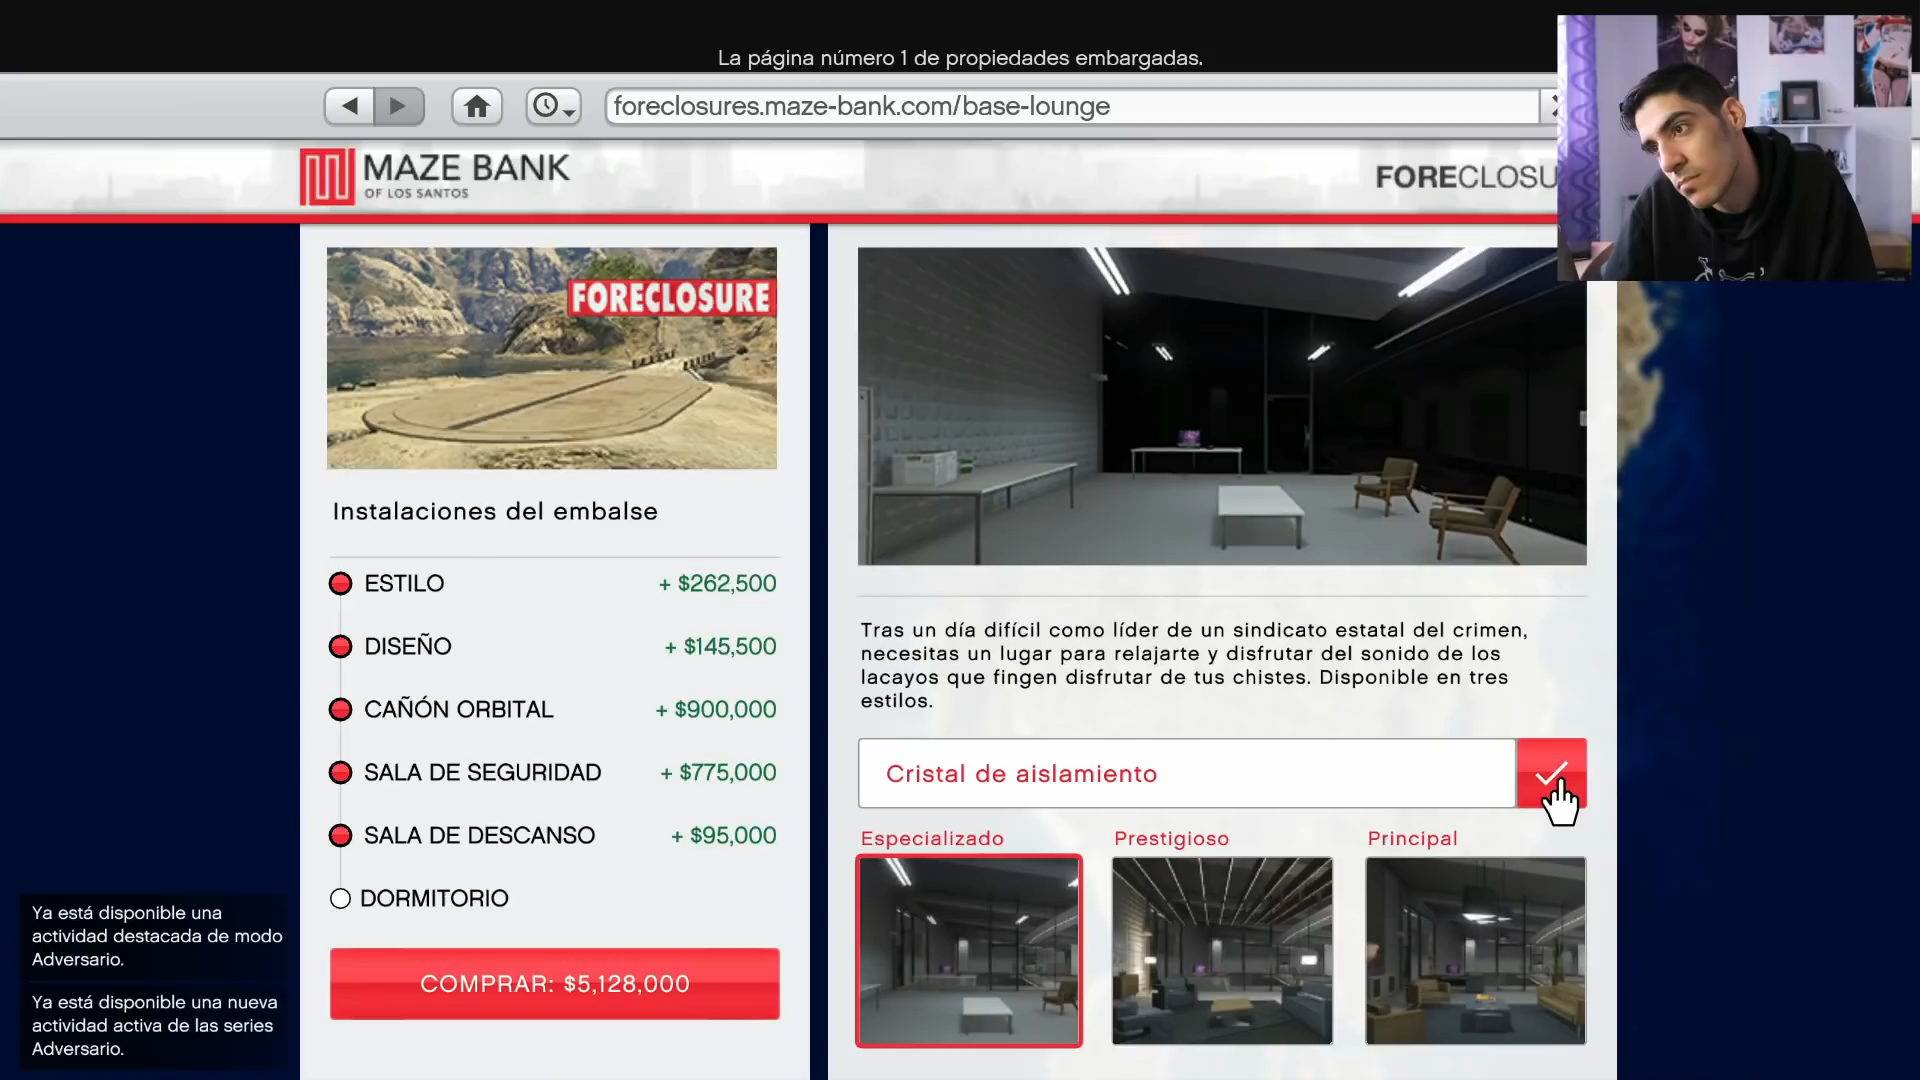 La página número 1 de propiedades embargadas.
foreclosures.maze-bank.com/base-lounge
MAZE BANK
OF LOS SANTOS
FORECLOSURE
Instalaciones del embalse
ESTILO + $262,500
DISEÑO + $145,500
CAÑÓN ORBITAL + $900,000
SALA DE SEGURIDAD + $775,000
SALA DE DESCANSO + $95,000
DORMITORIO
COMPRAR: $5,128,000
Tras un día difícil como líder de un sindicato estatal del crimen,
necesitas un lugar para relajarte y disfrutar del sonido de los
lacayos que fingen disfrutar de tus chistes. Disponible en tres
estilos.
Cristal de aislamiento
Especializado Prestigioso Principal
Ya está disponible una
actividad destacada de modo
Adversario.
Ya está disponible una nueva
actividad activa de las series
Adversario.